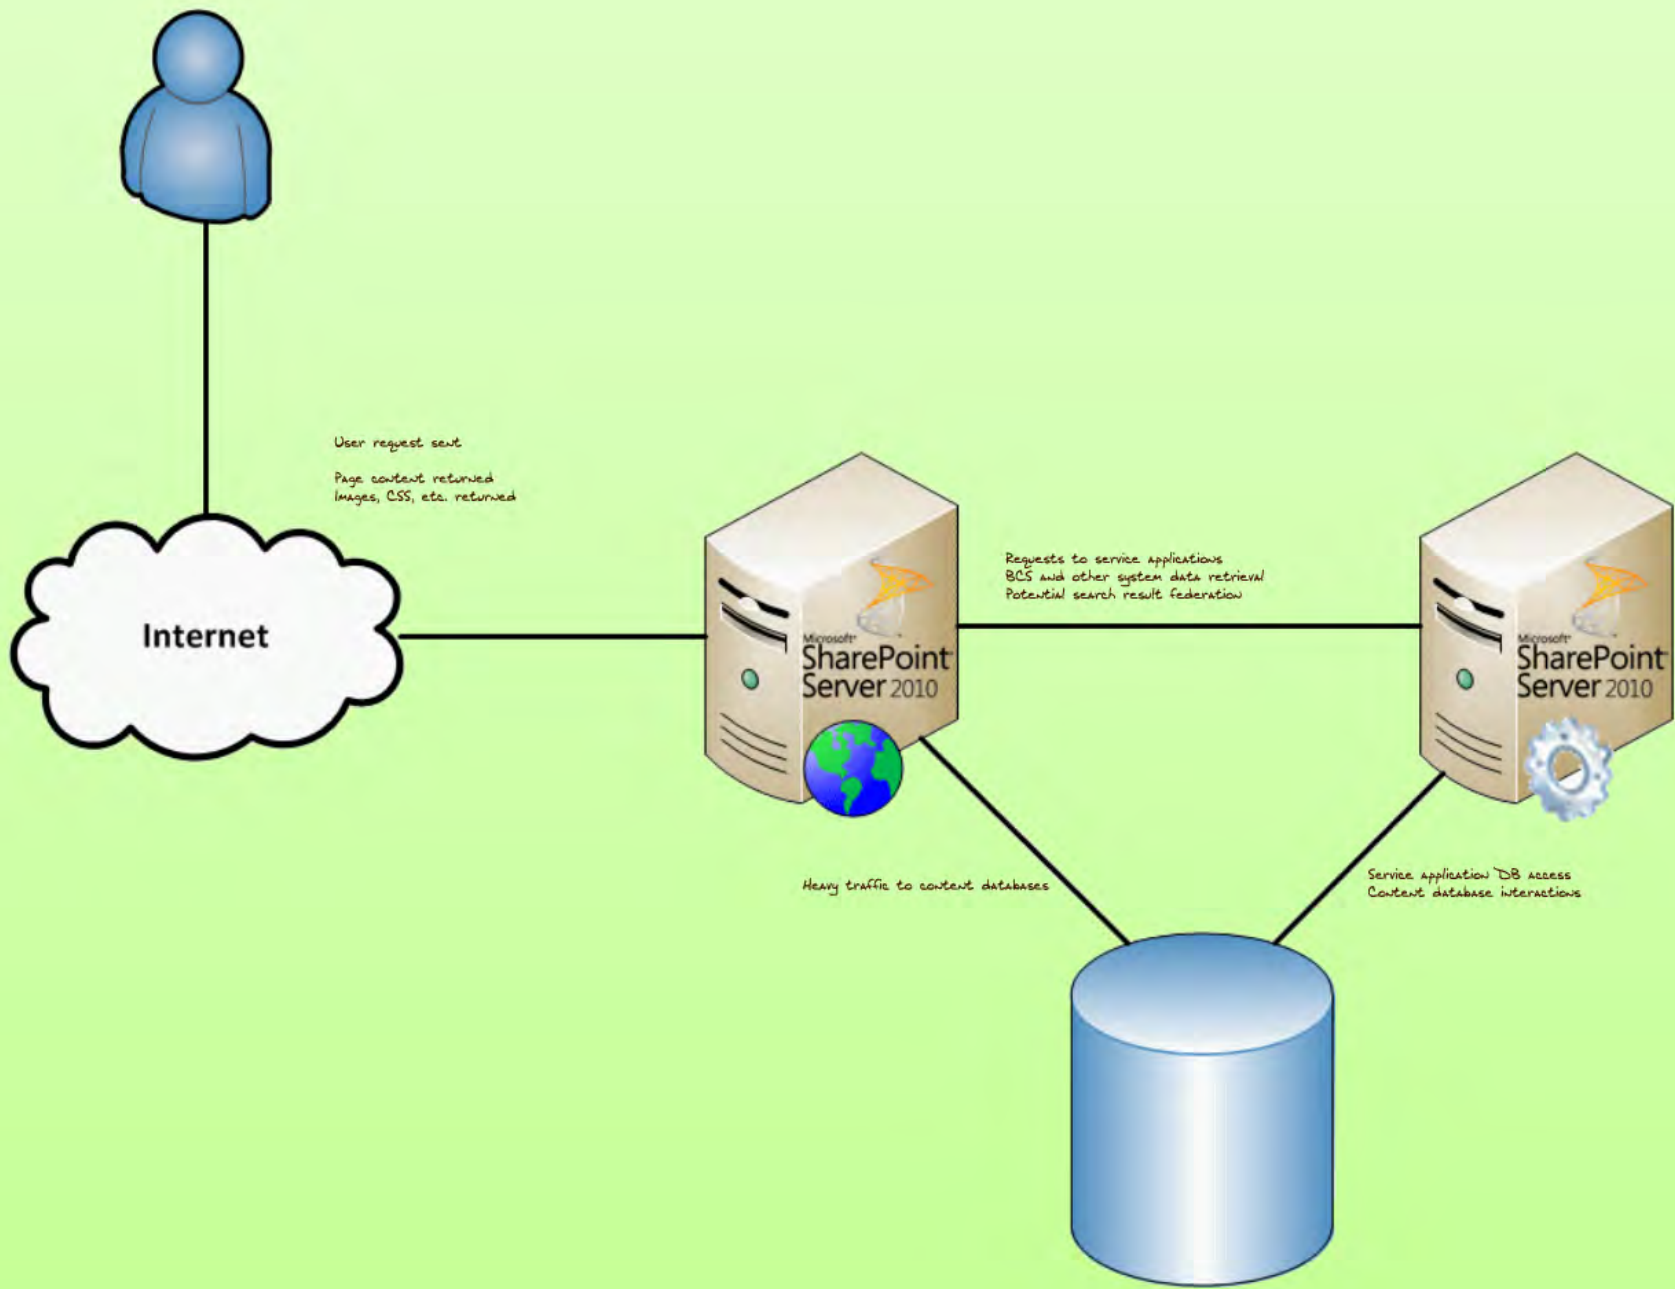 User request sent
Page content returned
Images, CSS, etc. returned
Internet
Requests to service applications
BCS and other system data retrieval
Potential search result federation
Microsoft®
SharePoint®
Server 2010
Microsoft®
SharePoint®
Server 2010
Heavy traffic to content databases
Service application DB access
Content database interactions